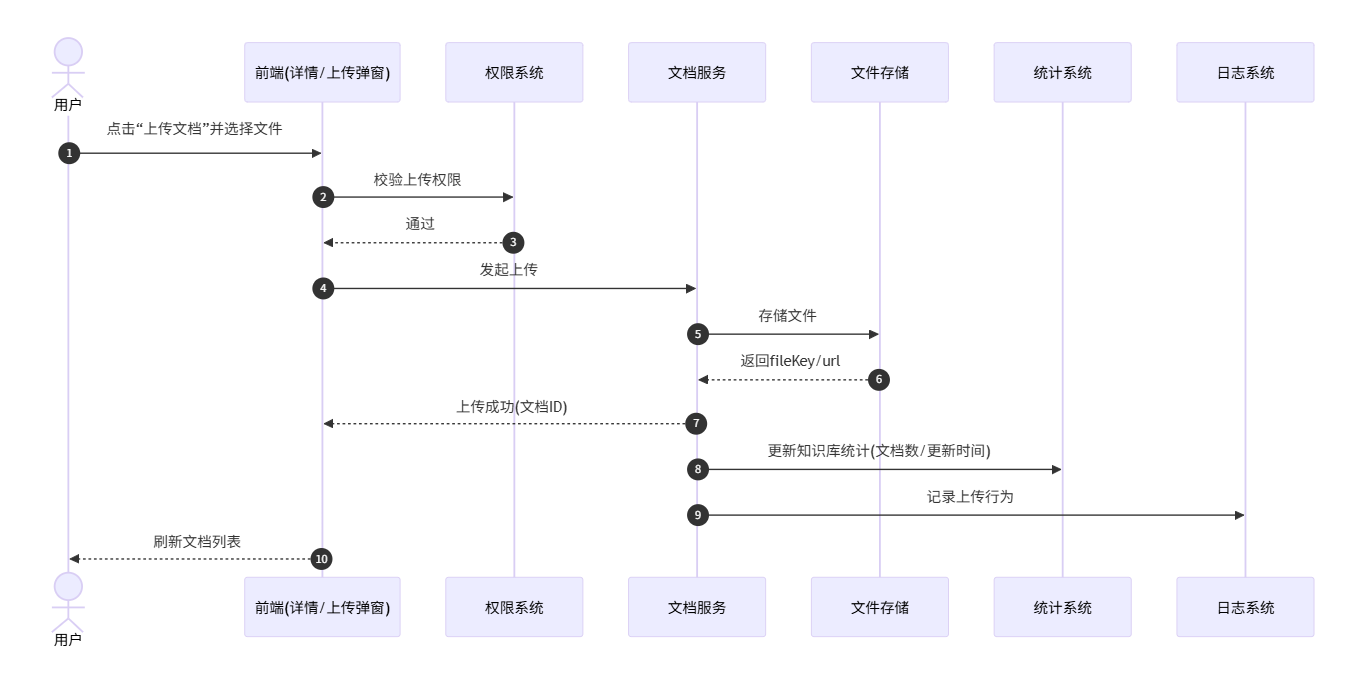 用户
前端(详情/上传弹窗)
权限系统
文档服务
文件存储
统计系统
日志系统
点击“上传文档”并选择文件
1
校验上传权限
2
通过
3
发起上传
4
存储文件
5
返回fileKey/url
6
上传成功(文档ID)
7
更新知识库统计(文档数/更新时间)
8
记录上传行为
9
刷新文档列表
10
用户
前端(详情/上传弹窗)
权限系统
文档服务
文件存储
统计系统
日志系统